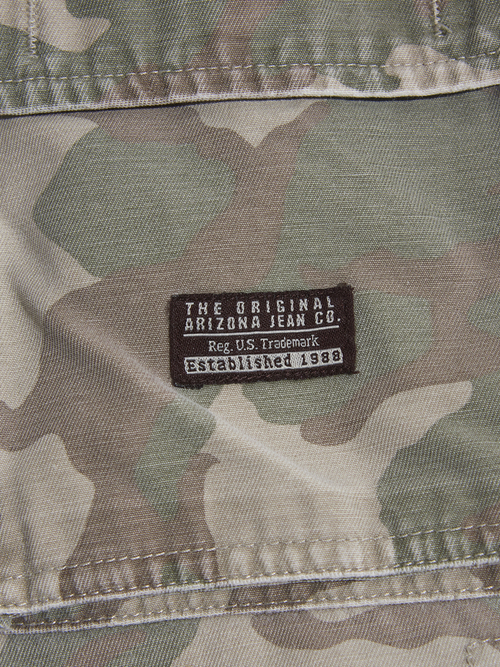 THE ORIGINAL
ARIZONA JEAN CO.
Reg. U.S. Trademark
Established 1988